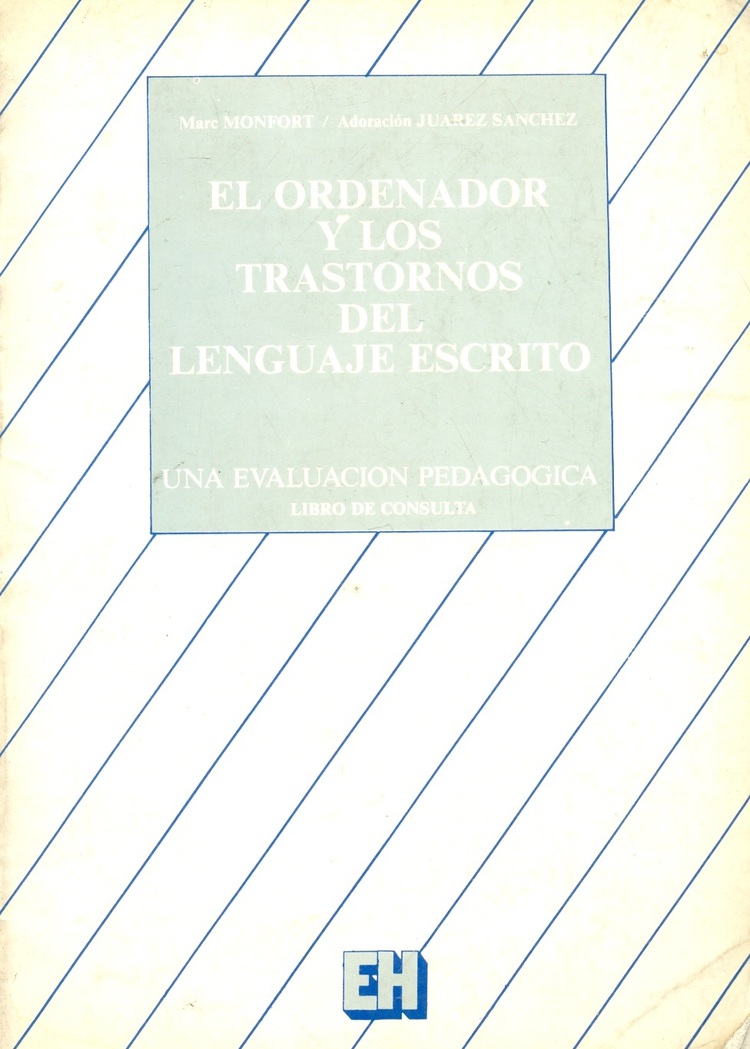 Marc MONFORT / Adoración JUAREZ SANCHEZ
EL ORDENADOR
Y LOS
TRASTORNOS
DEL
LENGUAJE ESCRITO
UNA EVALUACION PEDAGOGICA
LIBRO DE CONSULTA
EH